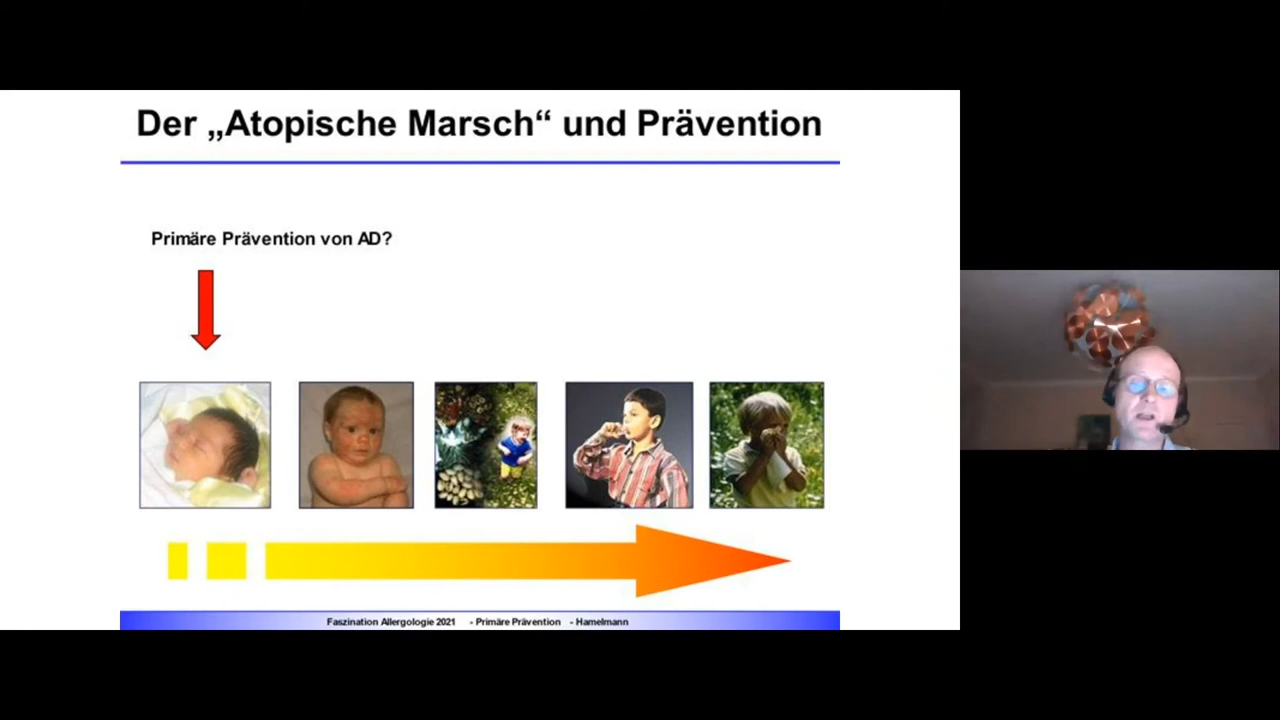 Der „Atopische Marsch“ und Prävention
Primäre Prävention von AD?
Faszination Allergologie 2021 - Primäre Prävention - Hamelmann